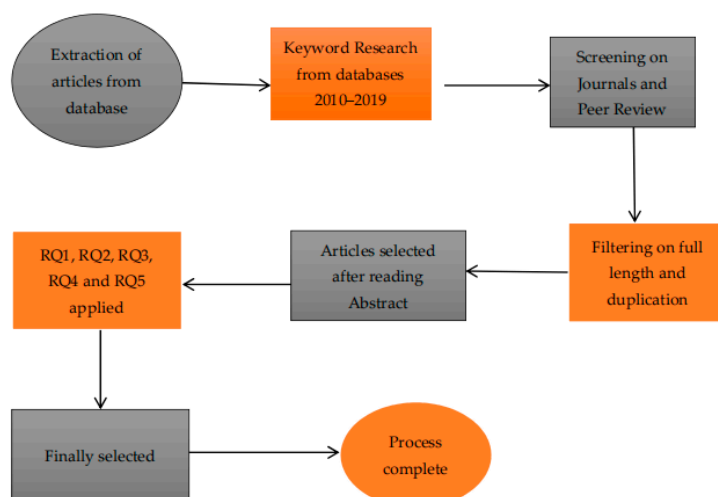 Extraction of
articles from
database
Keyword Research
from databases
2010–2019
Screening on
Journals and
Peer Review
Filtering on full
length and
duplication
Articles selected
after reading
Abstract
RQ1, RQ2, RQ3,
RQ4 and RQ5
applied
Finally selected
Process
complete